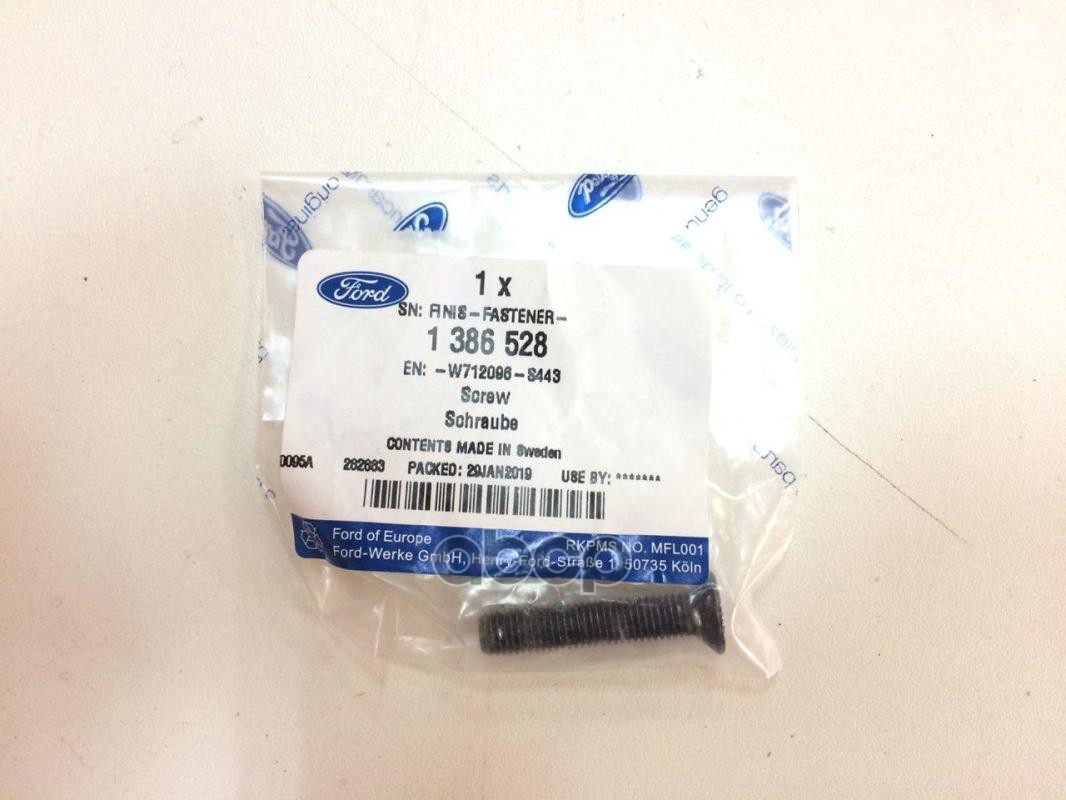 Ford
1 x
SN: FINIS-FASTENER-
1 386 528
EN: -W712096-S443
Screw
Schraube
CONTENTS MADE IN Sweden
0095A 282883 PACKED: 29JAN2019 USE BY: *******
Ford of Europe RKPMS NO. MFL001
Ford-Werke GmbH, Henry-Ford-Straße 1, 50735 Köln